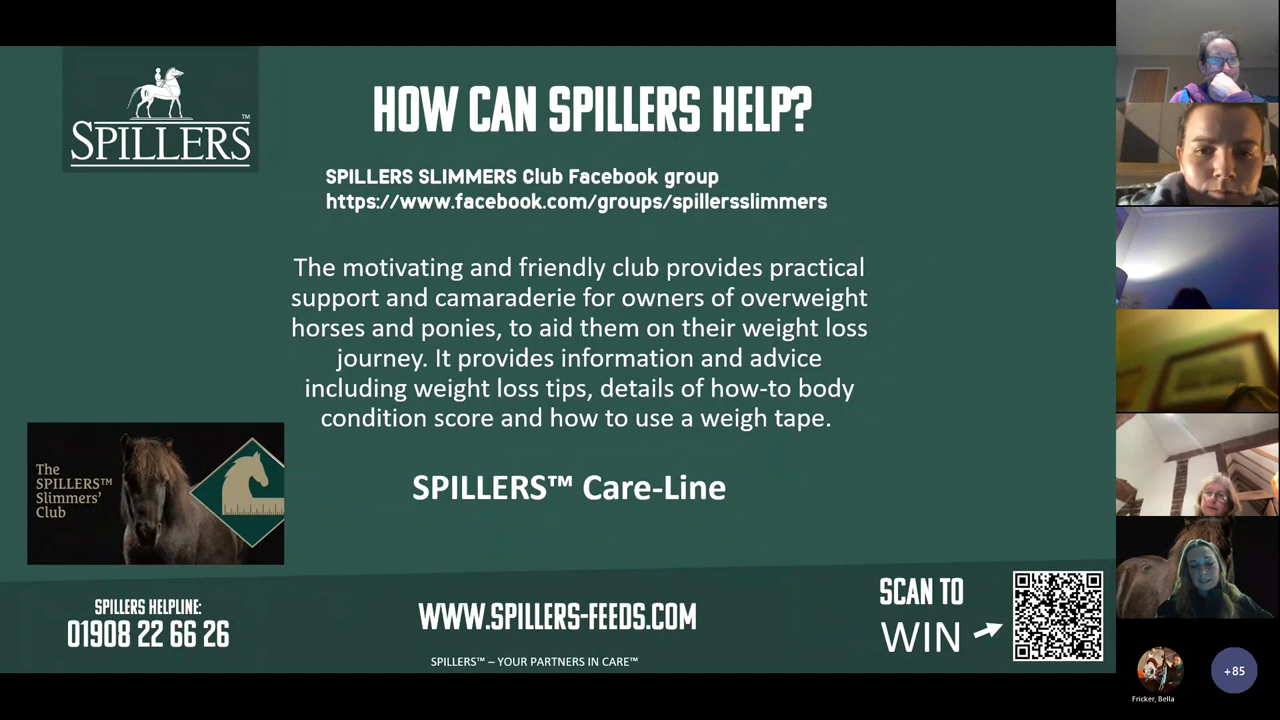 SPILLERS™
HOW CAN SPILLERS HELP?
SPILLERS SLIMMERS Club Facebook group
https://www.facebook.com/groups/spillersslimmers
The motivating and friendly club provides practical
support and camaraderie for owners of overweight
horses and ponies, to aid them on their weight loss
journey. It provides information and advice
including weight loss tips, details of how-to body
condition score and how to use a weigh tape.
SPILLERS™ Care-Line
The
SPILLERS™
Slimmers'
Club
SPILLERS HELPLINE:
01908 22 66 26
WWW.SPILLERS-FEEDS.COM
SPILLERS™ – YOUR PARTNERS IN CARE™
SCAN TO
WIN
Fricker, Bella
+85